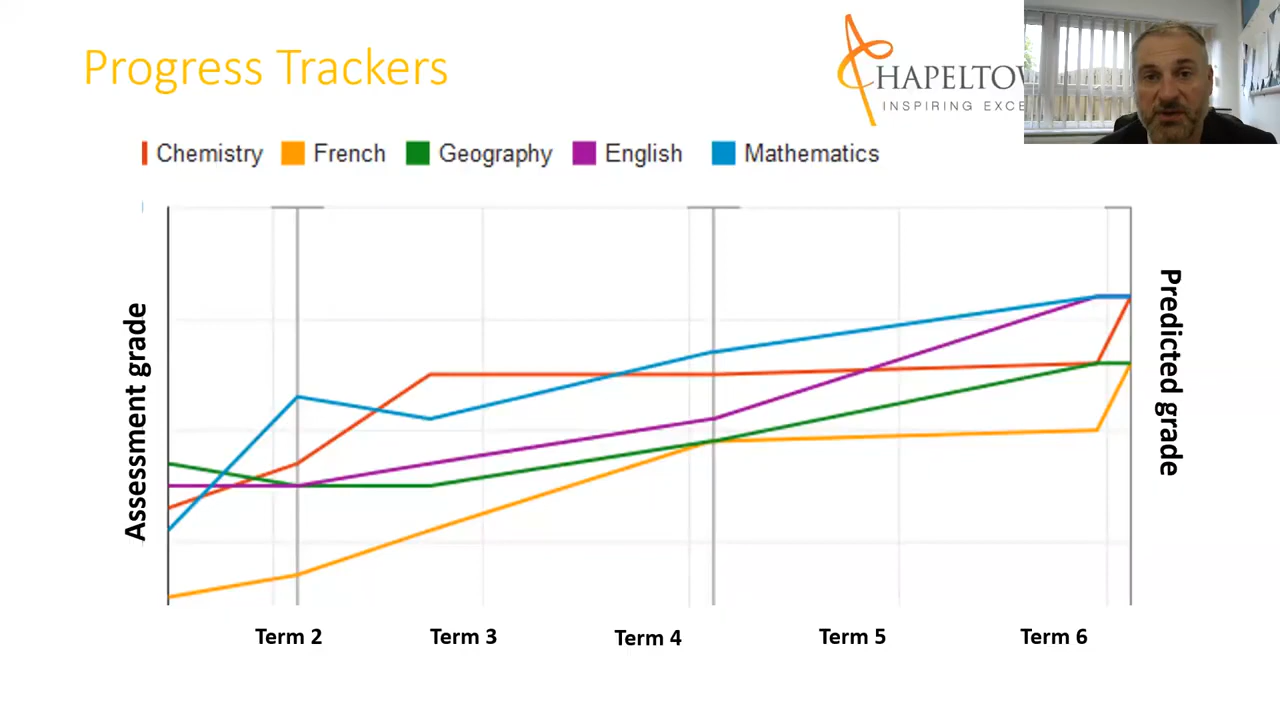 Progress Trackers
HAPELTOW
INSPIRING EXCE
Chemistry French Geography English Mathematics
Assessment grade
Predicted grade
Term 2 Term 3 Term 4 Term 5 Term 6